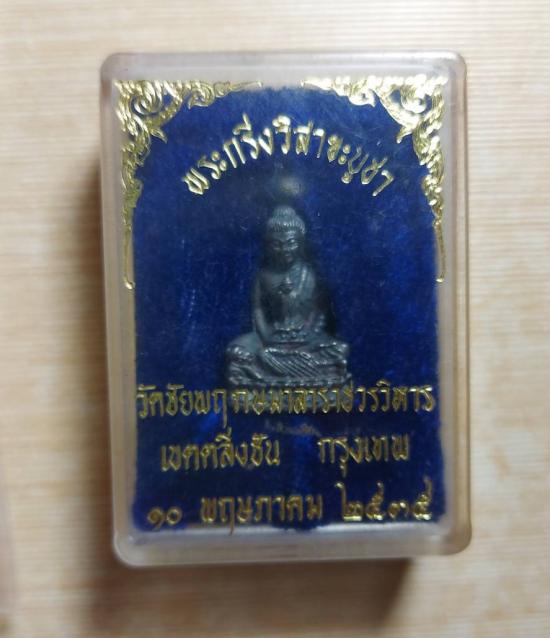 พระกริ่งวิสาขะบูชา
วัดชัยพฤกษมาลาราชวรวิหาร
เขตตลิ่งชัน กรุงเทพ
๑๐ พฤษภาคม ๒๕๓๕